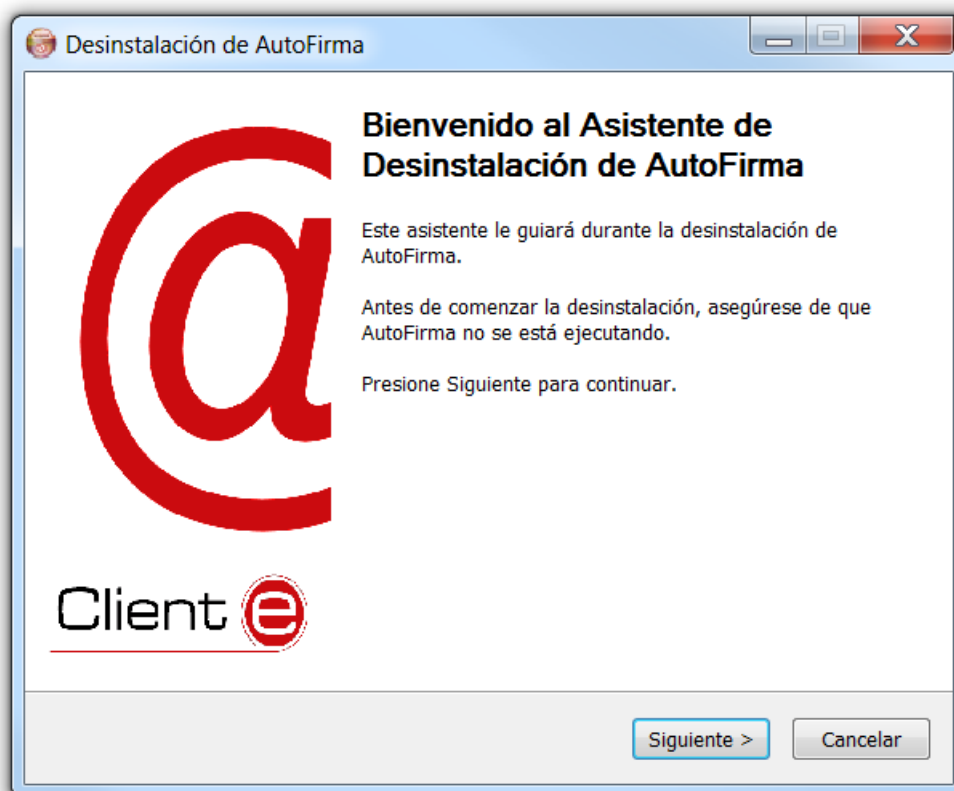 Desinstalación de AutoFirma
Bienvenido al Asistente de
Desinstalación de AutoFirma
Este asistente le guiará durante la desinstalación de
AutoFirma.
Antes de comenzar la desinstalación, asegúrese de que
AutoFirma no se está ejecutando.
Presione Siguiente para continuar.
@
Client e
Siguiente >
Cancelar